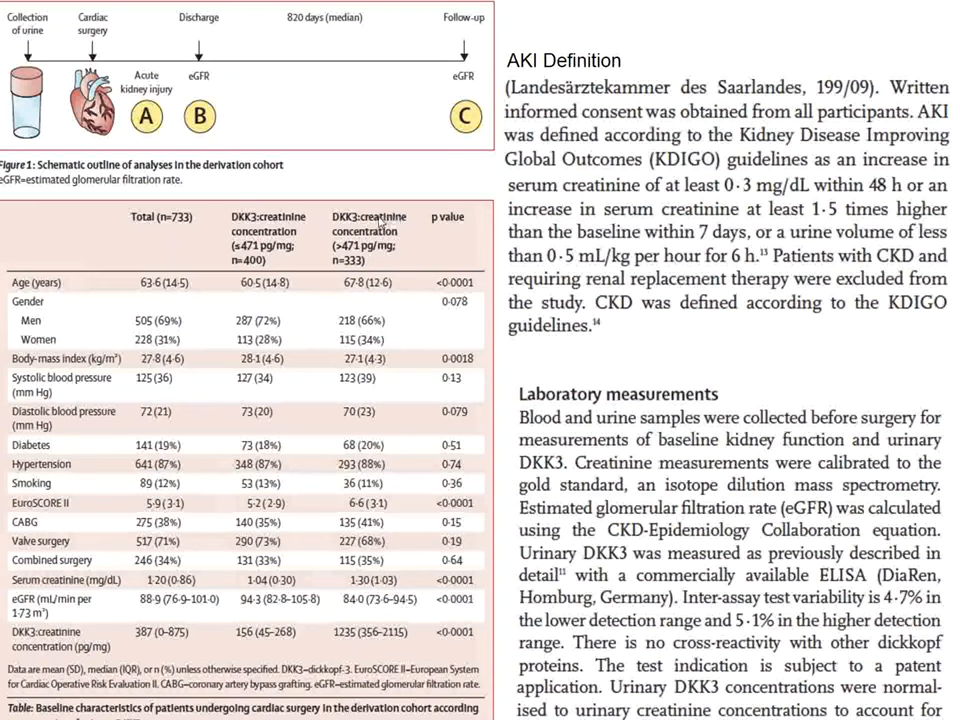 Collection of urine
Cardiac surgery
Discharge
820 days (median)
Follow-up
Acute kidney injury
eGFR
eGFR
A
B
C
Figure 1: Schematic outline of analyses in the derivation cohort
eGFR=estimated glomerular filtration rate.
Total (n=733) DKK3:creatinine concentration (≤471 pg/mg; n=400) DKK3:creatinine concentration (>471 pg/mg; n=333) p value
Age (years) 63·6 (14·5) 60·5 (14·8) 67·8 (12·6) <0·0001
Gender 0·078
Men 505 (69%) 287 (72%) 218 (66%)
Women 228 (31%) 113 (28%) 115 (34%)
Body-mass index (kg/m²) 27·8 (4·6) 28·1 (4·6) 27·1 (4·3) 0·0018
Systolic blood pressure (mm Hg) 125 (36) 127 (34) 123 (39) 0·13
Diastolic blood pressure (mm Hg) 72 (21) 73 (20) 70 (23) 0·079
Diabetes 141 (19%) 73 (18%) 68 (20%) 0·51
Hypertension 641 (87%) 348 (87%) 293 (88%) 0·74
Smoking 89 (12%) 53 (13%) 36 (11%) 0·36
EuroSCORE II 5·9 (3·1) 5·2 (2·9) 6·6 (3·1) <0·0001
CABG 275 (38%) 140 (35%) 135 (41%) 0·15
Valve surgery 517 (71%) 290 (73%) 227 (68%) 0·19
Combined surgery 246 (34%) 131 (33%) 115 (35%) 0·64
Serum creatinine (mg/dL) 1·20 (0·86) 1·04 (0·30) 1·30 (1·03) <0·0001
eGFR (mL/min per 1·73 m²) 88·9 (76·9–101·0) 94·3 (82·8–105·8) 84·0 (73·6–94·5) <0·0001
DKK3:creatinine concentration (pg/mg) 387 (0–875) 156 (45–268) 1235 (356–2115) <0·0001
Data are mean (SD), median (IQR), or n (%) unless otherwise specified. DKK3=dickkopf-3. EuroSCORE II=European System
for Cardiac Operative Risk Evaluation II. CABG=coronary artery bypass grafting. eGFR=estimated glomerular filtration rate.
Table: Baseline characteristics of patients undergoing cardiac surgery in the derivation cohort according
AKI Definition
(Landesärztekammer des Saarlandes, 199/09). Written
informed consent was obtained from all participants. AKI
was defined according to the Kidney Disease Improving
Global Outcomes (KDIGO) guidelines as an increase in
serum creatinine of at least 0·3 mg/dL within 48 h or an
increase in serum creatinine at least 1·5 times higher
than the baseline within 7 days, or a urine volume of less
than 0·5 mL/kg per hour for 6 h.¹³ Patients with CKD and
requiring renal replacement therapy were excluded from
the study. CKD was defined according to the KDIGO
guidelines.¹⁴
Laboratory measurements
Blood and urine samples were collected before surgery for
measurements of baseline kidney function and urinary
DKK3. Creatinine measurements were calibrated to the
gold standard, an isotope dilution mass spectrometry.
Estimated glomerular filtration rate (eGFR) was calculated
using the CKD-Epidemiology Collaboration equation.
Urinary DKK3 was measured as previously described in
detail¹¹ with a commercially available ELISA (DiaRen,
Homburg, Germany). Inter-assay test variability is 4·7% in
the lower detection range and 5·1% in the higher detection
range. There is no cross-reactivity with other dickkopf
proteins. The test indication is subject to a patent
application. Urinary DKK3 concentrations were normal-
ised to urinary creatinine concentrations to account for